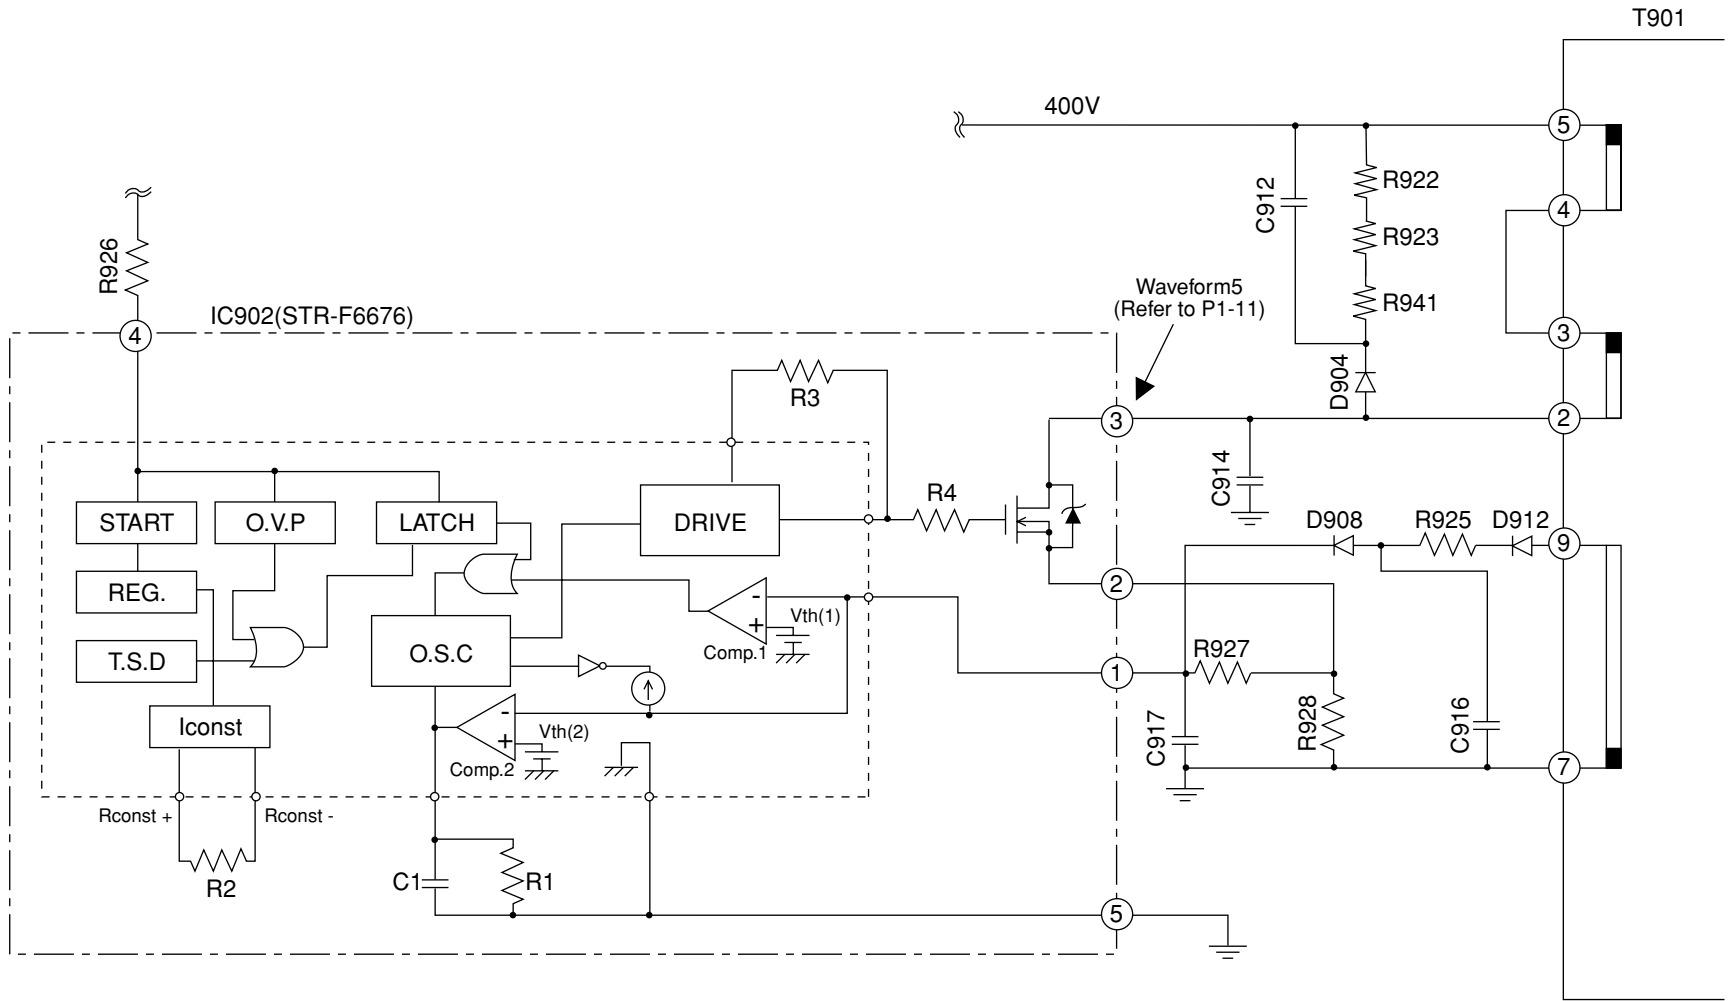 T901
400V
5
R922
C912
4
R923
R926
Waveform5
(Refer to P1-11)
R941
IC902(STR-F6676)
3
4
D904
R3
3
2
C914
R4
D908
R925
D912
START
O.V.P
LATCH
DRIVE
9
REG.
2
-
Vth(1)
+
Comp.1
T.S.D
O.S.C
R927
1
Iconst
-
Vth(2)
+
Comp.2
C917
R928
C916
7
Rconst +
Rconst -
R2
C1
R1
5